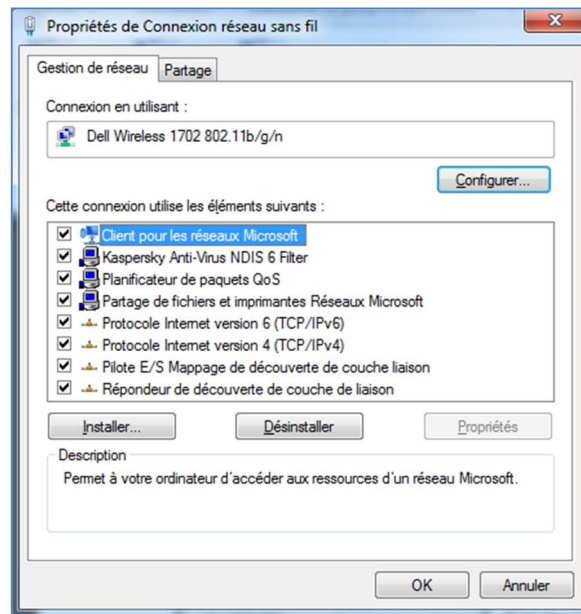 Propriétés de Connexion réseau sans fil
Gestion de réseau
Partage
Connexion en utilisant :
Dell Wireless 1702 802.11b/g/n
Configurer...
Cette connexion utilise les éléments suivants :
Client pour les réseaux Microsoft
Kaspersky Anti-Virus NDIS 6 Filter
Planificateur de paquets QoS
Partage de fichiers et imprimantes Réseaux Microsoft
Protocole Internet version 6 (TCP/IPv6)
Protocole Internet version 4 (TCP/IPv4)
Pilote E/S Mappage de découverte de couche liaison
Répondeur de découverte de couche de liaison
Installer...
Désinstaller
Propriétés
Description
Permet à votre ordinateur d'accéder aux ressources d'un réseau Microsoft.
OK
Annuler